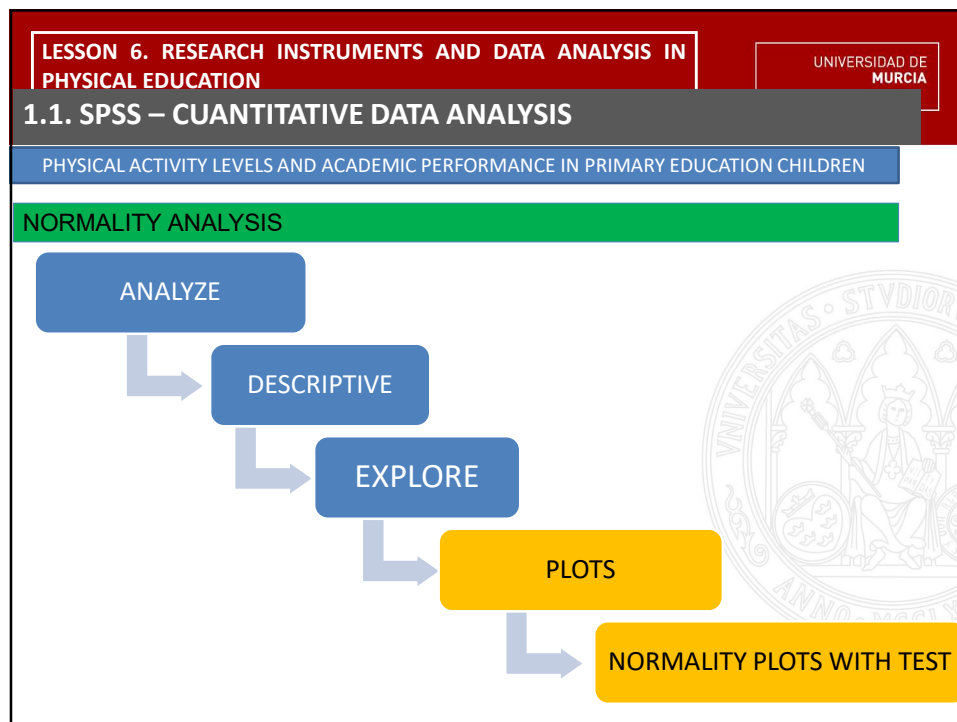 LESSON 6. RESEARCH INSTRUMENTS AND DATA ANALYSIS IN
PHYSICAL EDUCATION
UNIVERSIDAD DE
MURCIA
1.1. SPSS – CUANTITATIVE DATA ANALYSIS
PHYSICAL ACTIVITY LEVELS AND ACADEMIC PERFORMANCE IN PRIMARY EDUCATION CHILDREN
NORMALITY ANALYSIS
ANALYZE
DESCRIPTIVE
EXPLORE
PLOTS
NORMALITY PLOTS WITH TEST